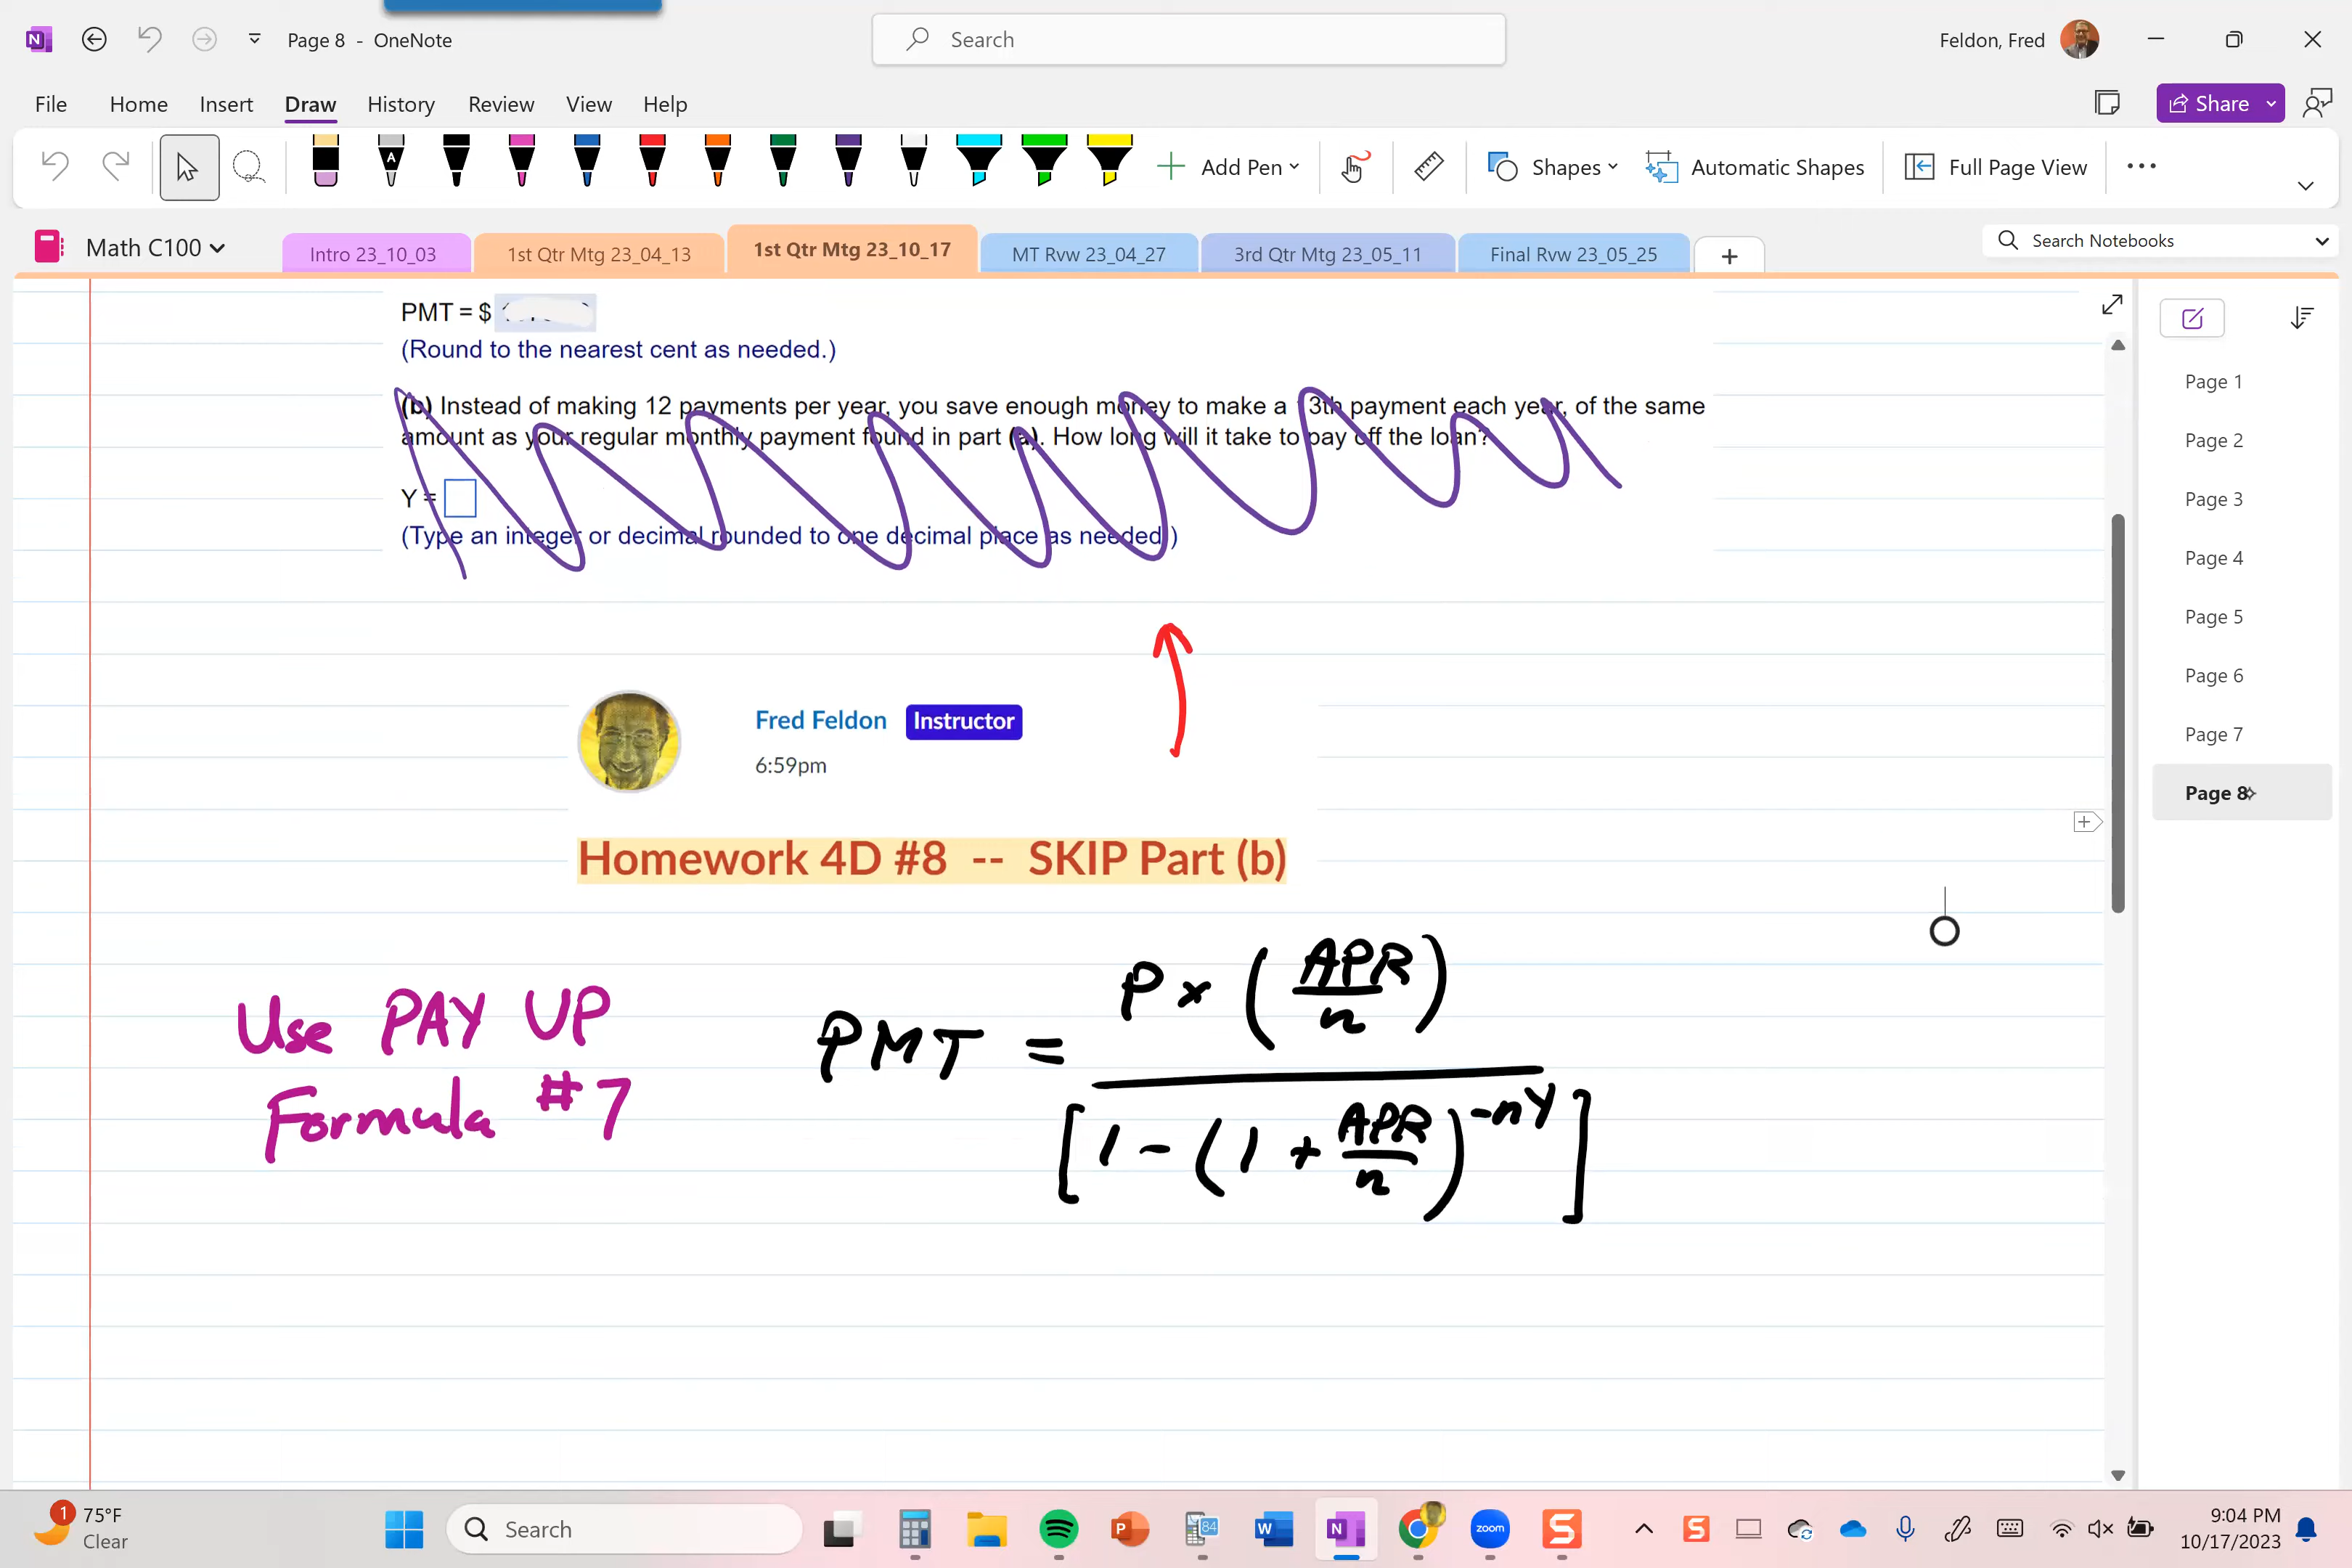 Page 8 - OneNote
Search
Feldon, Fred
File Home Insert Draw History Review View Help
Share
A
Add Pen
Shapes
Automatic Shapes
Full Page View
Math C100
Intro 23_10_03
1st Qtr Mtg 23_04_13
1st Qtr Mtg 23_10_17
MT Rvw 23_04_27
3rd Qtr Mtg 23_05_11
Final Rvw 23_05_25
+
Search Notebooks
PMT = $
(Round to the nearest cent as needed.)
(b) Instead of making 12 payments per year, you save enough money to make a 13th payment each year, of the same
amount as your regular monthly payment found in part (a). How long will it take to pay off the loan?
Y =
(Type an integer or decimal rounded to one decimal place as needed.)
Fred Feldon Instructor
6:59pm
Homework 4D #8 -- SKIP Part (b)
Use PAY UP
Formula #7
PMT = P × (APR/n) / [1 - (1 + APR/n)^-nY]
Page 1
Page 2
Page 3
Page 4
Page 5
Page 6
Page 7
Page 8
1
75°F
Clear
Search
P
84
W
N
zoom
S
S
9:04 PM
10/17/2023